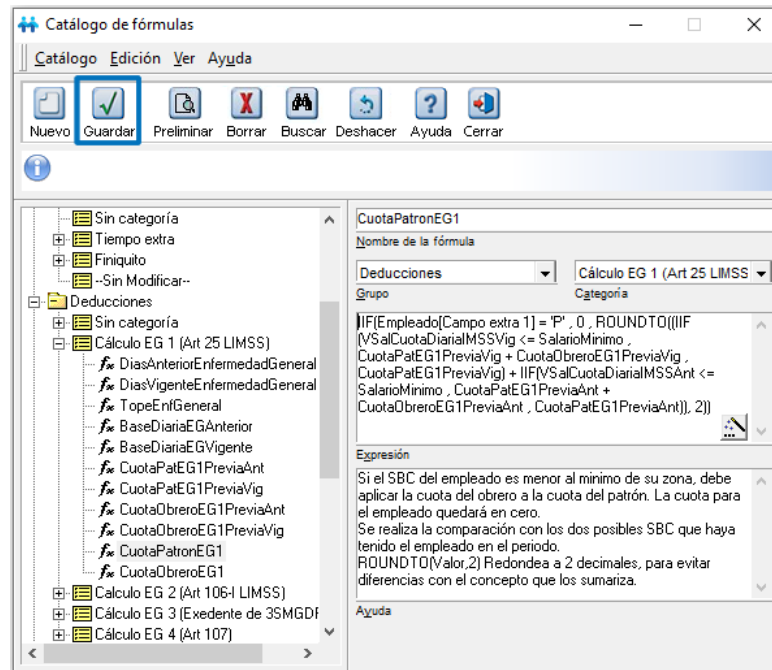 Catálogo de fórmulas
Catálogo Edición Ver Ayuda
Nuevo Guardar Preliminar Borrar Buscar Deshacer Ayuda Cerrar
Sin categoría
Tiempo extra
Finiquito
--Sin Modificar--
Deducciones
Sin categoría
Cálculo EG 1 (Art 25 LIMSS)
DiasAnteriorEnfermedadGeneral
DiasVigenteEnfermedadGeneral
TopeEnfGeneral
BaseDiariaEGAnterior
BaseDiariaEGVigente
CuotaPatEG1PreviaAnt
CuotaPatEG1PreviaVig
CuotaObreroEG1PreviaAnt
CuotaObreroEG1PreviaVig
CuotaPatronEG1
CuotaObreroEG1
Calculo EG 2 (Art 106-I LIMSS)
Cálculo EG 3 (Exedente de 3SMGDF
Cálculo EG 4 (Art 107)
CuotaPatronEG1
Nombre de la fórmula
Deducciones Cálculo EG 1 (Art 25 LIMSS
Grupo Categoría
IIF(Empleado[Campo extra 1] = 'P' , 0 , ROUNDTO((IIF
(VSalCuotaDiariaIMSSVig <= SalarioMinimo ,
CuotaPatEG1PreviaVig + CuotaObreroEG1PreviaVig ,
CuotaPatEG1PreviaVig) + IIF(VSalCuotaDiariaIMSSAnt <=
SalarioMinimo , CuotaPatEG1PreviaAnt +
CuotaObreroEG1PreviaAnt , CuotaPatEG1PreviaAnt)), 2))
Expresión
Si el SBC del empleado es menor al minimo de su zona, debe
aplicar la cuota del obrero a la cuota del patrón. La cuota para
el empleado quedará en cero.
Se realiza la comparación con los dos posibles SBC que haya
tenido el empleado en el periodo.
ROUNDTO(Valor,2) Redondea a 2 decimales, para evitar
diferencias con el concepto que los sumariza.
Ayuda